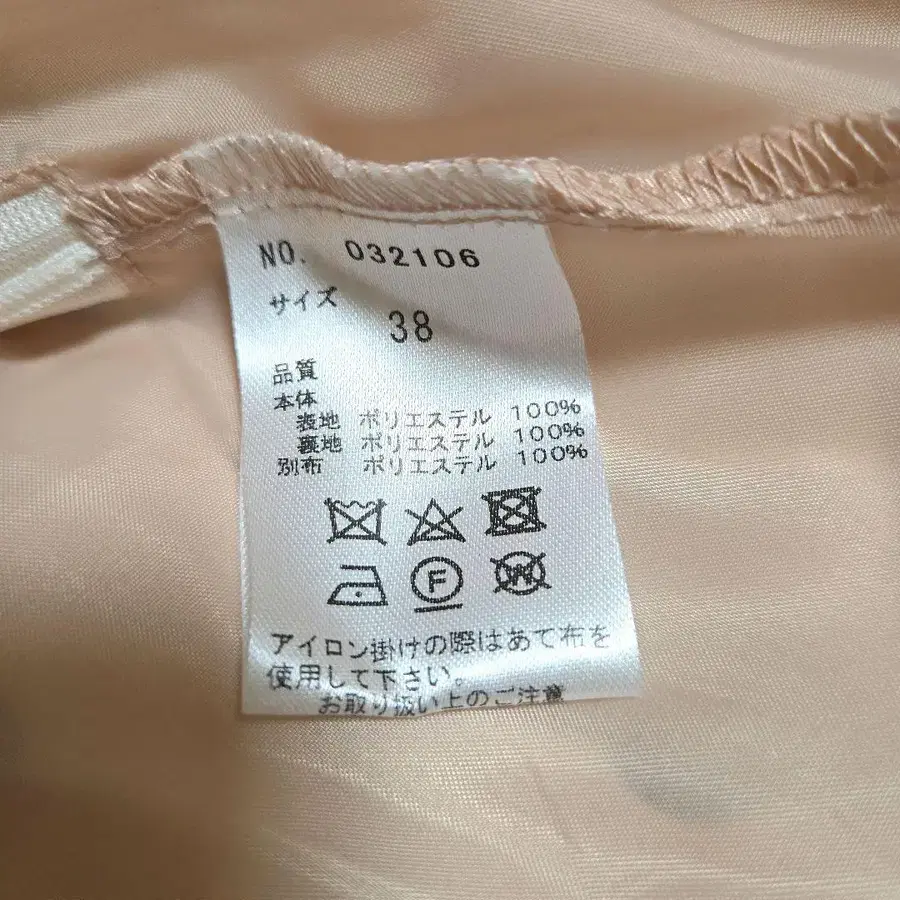 NO. 032106
サイズ
38
品質
本体
表地 ポリエステル 100%
裏地 ポリエステル 100%
別布 ポリエステル 100%
F W
アイロン掛けの際はあて布を
使用して下さい。
お取り扱い上のご注意